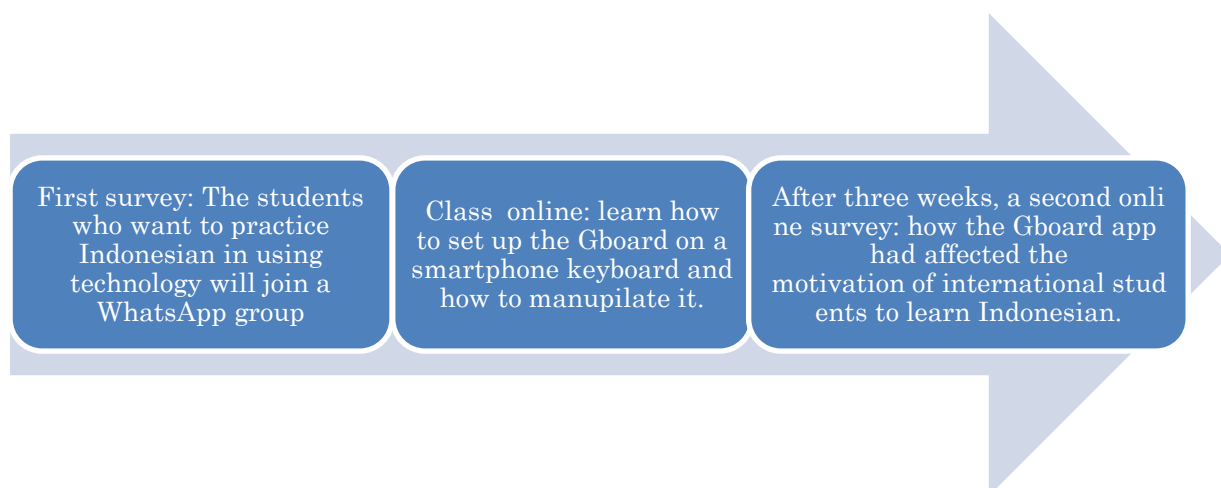 First survey: The students
who want to practice
Indonesian in using
technology will join a
WhatsApp group
Class online: learn how
to set up the Gboard on a
smartphone keyboard and
how to manupilate it.
After three weeks, a second onli
ne survey: how the Gboard app
had affected the
motivation of international stud
ents to learn Indonesian.